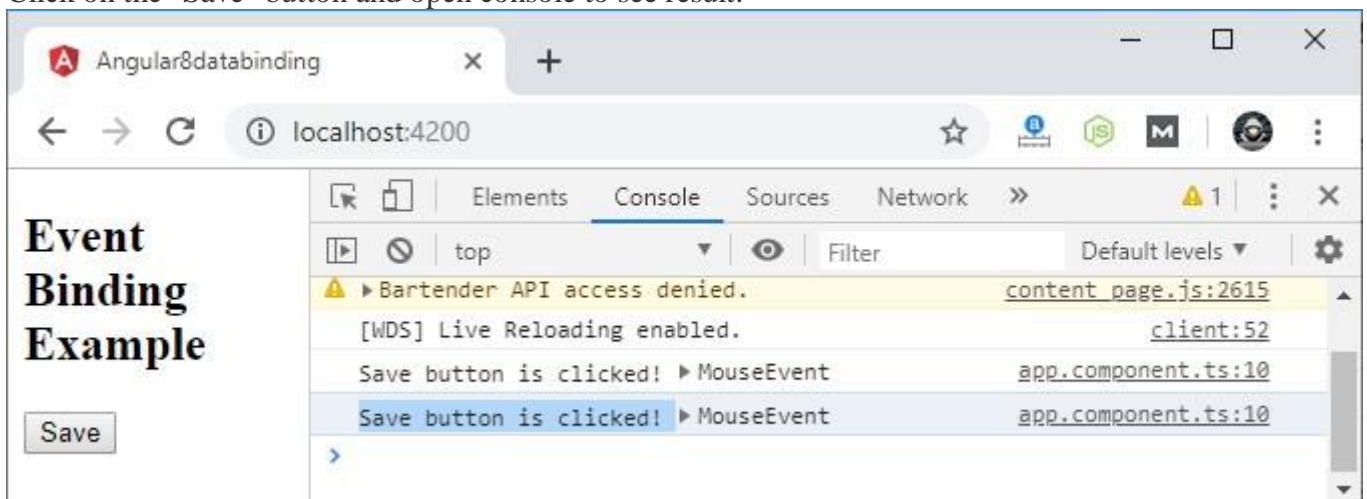 Click on the "Save" button and open console to see result.
Angular8databinding
localhost:4200
Elements Console Sources Network » 1
top Filter Default levels
Event
Binding
Example
Save
Bartender API access denied. content_page.js:2615
[WDS] Live Reloading enabled. client:52
Save button is clicked! MouseEvent app.component.ts:10
Save button is clicked! MouseEvent app.component.ts:10
>